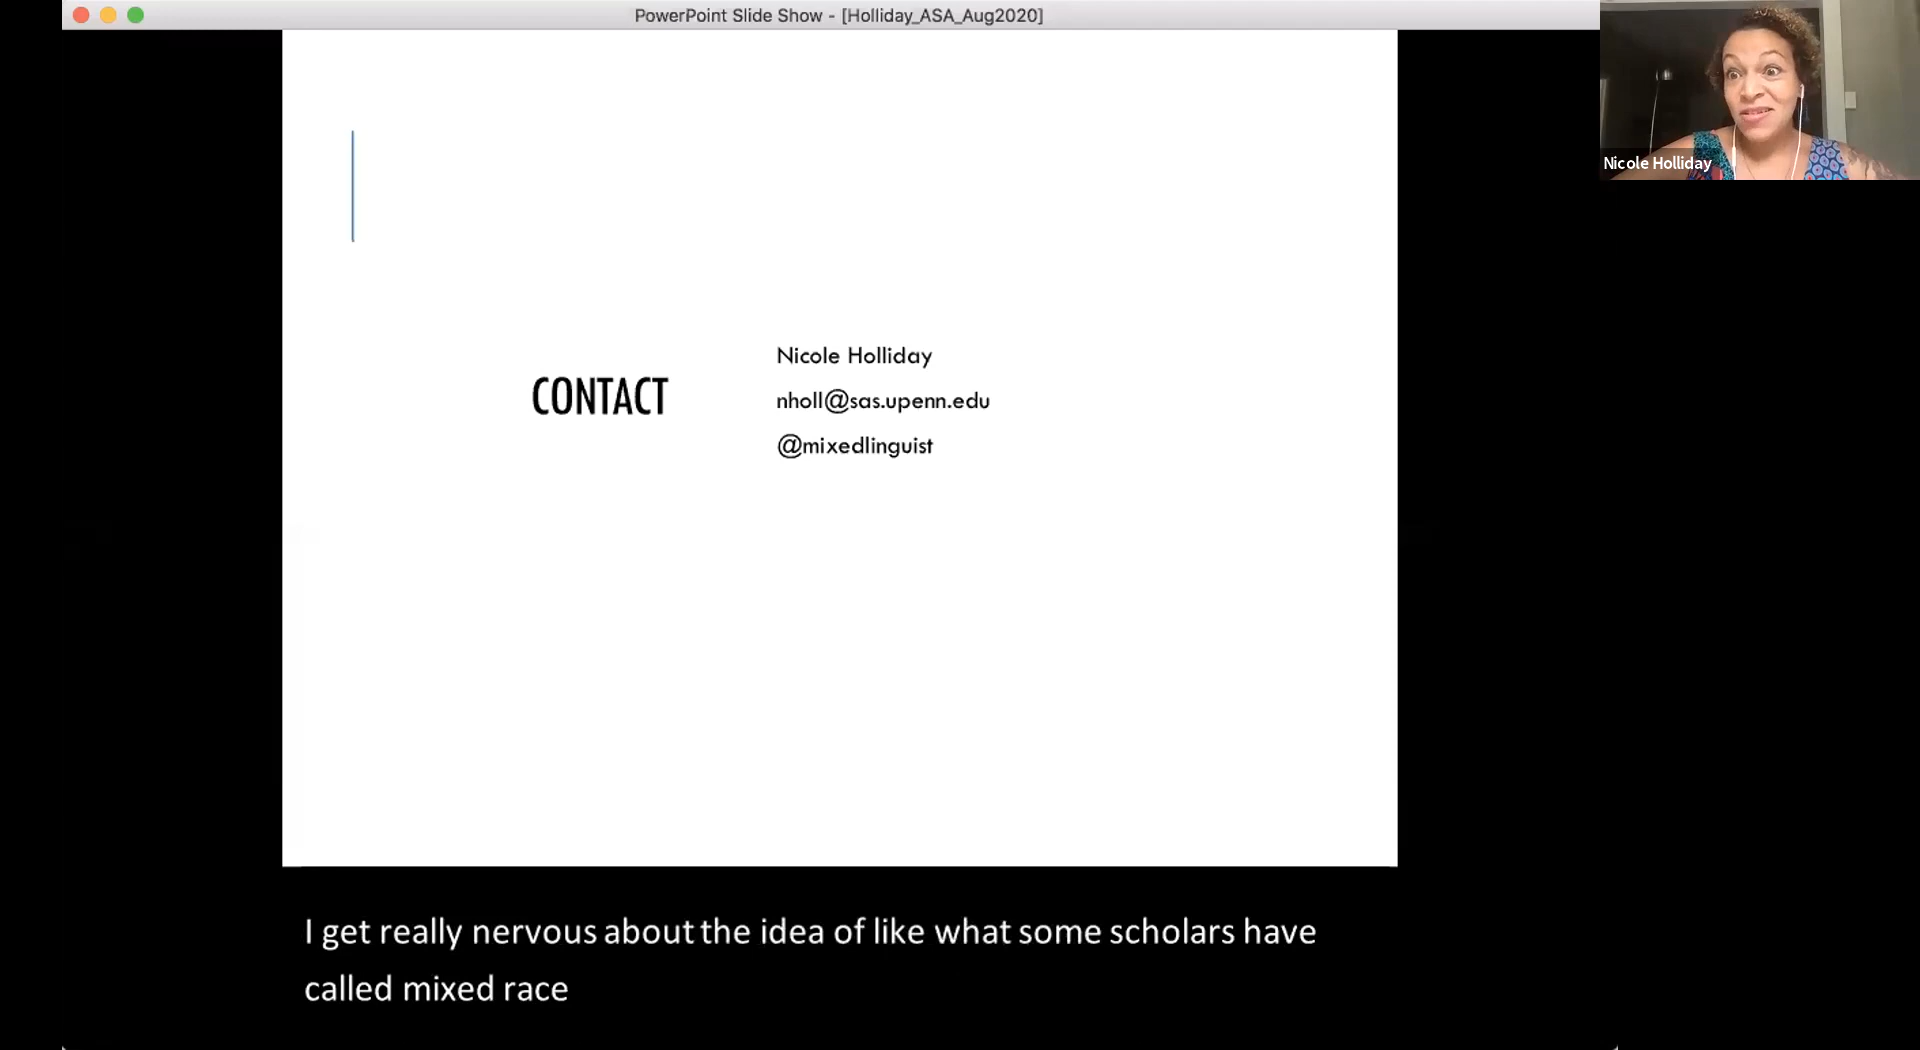 PowerPoint Slide Show - [Holliday_ASA_Aug2020]
Nicole Holliday
CONTACT
Nicole Holliday
nholl@sas.upenn.edu
@mixedlinguist
I get really nervous about the idea of like what some scholars have
called mixed race